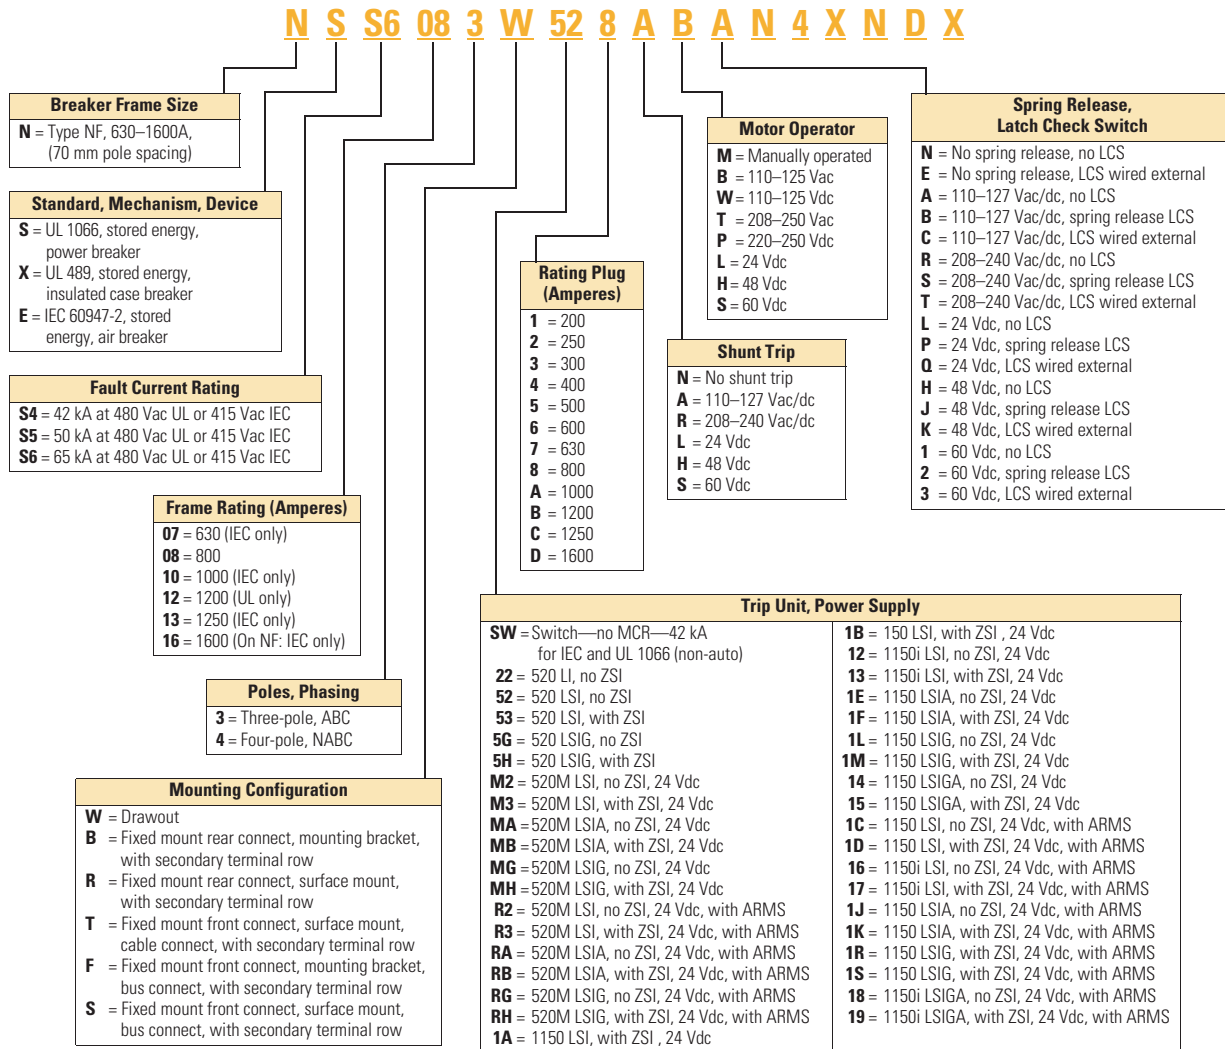 N S S6 08 3 W 52 8 A B A N 4 X N D X
Breaker Frame Size
N = Type NF, 630–1600A,
(70 mm pole spacing)
Standard, Mechanism, Device
S = UL 1066, stored energy,
power breaker
X = UL 489, stored energy,
insulated case breaker
E = IEC 60947-2, stored
energy, air breaker
Fault Current Rating
S4 = 42 kA at 480 Vac UL or 415 Vac IEC
S5 = 50 kA at 480 Vac UL or 415 Vac IEC
S6 = 65 kA at 480 Vac UL or 415 Vac IEC
Frame Rating (Amperes)
07 = 630 (IEC only)
08 = 800
10 = 1000 (IEC only)
12 = 1200 (UL only)
13 = 1250 (IEC only)
16 = 1600 (On NF: IEC only)
Poles, Phasing
3 = Three-pole, ABC
4 = Four-pole, NABC
Mounting Configuration
W = Drawout
B = Fixed mount rear connect, mounting bracket,
with secondary terminal row
R = Fixed mount rear connect, surface mount,
with secondary terminal row
T = Fixed mount front connect, surface mount,
cable connect, with secondary terminal row
F = Fixed mount front connect, mounting bracket,
bus connect, with secondary terminal row
S = Fixed mount front connect, surface mount,
bus connect, with secondary terminal row
Trip Unit, Power Supply
SW = Switch—no MCR—42 kA
for IEC and UL 1066 (non-auto)
22 = 520 LI, no ZSI
52 = 520 LSI, no ZSI
53 = 520 LSI, with ZSI
5G = 520 LSIG, no ZSI
5H = 520 LSIG, with ZSI
M2 = 520M LSI, no ZSI, 24 Vdc
M3 = 520M LSI, with ZSI, 24 Vdc
MA = 520M LSIA, no ZSI, 24 Vdc
MB = 520M LSIA, with ZSI, 24 Vdc
MG = 520M LSIG, no ZSI, 24 Vdc
MH = 520M LSIG, with ZSI, 24 Vdc
R2 = 520M LSI, no ZSI, 24 Vdc, with ARMS
R3 = 520M LSI, with ZSI, 24 Vdc, with ARMS
RA = 520M LSIA, no ZSI, 24 Vdc, with ARMS
RB = 520M LSIA, with ZSI, 24 Vdc, with ARMS
RG = 520M LSIG, no ZSI, 24 Vdc, with ARMS
RH = 520M LSIG, with ZSI, 24 Vdc, with ARMS
1A = 1150 LSI, with ZSI , 24 Vdc
1B = 150 LSI, with ZSI , 24 Vdc
12 = 1150i LSI, no ZSI, 24 Vdc
13 = 1150i LSI, with ZSI, 24 Vdc
1E = 1150 LSIA, no ZSI, 24 Vdc
1F = 1150 LSIA, with ZSI, 24 Vdc
1L = 1150 LSIG, no ZSI, 24 Vdc
1M = 1150 LSIG, with ZSI, 24 Vdc
14 = 1150 LSIGA, no ZSI, 24 Vdc
15 = 1150 LSIGA, with ZSI, 24 Vdc
1C = 1150 LSI, no ZSI, 24 Vdc, with ARMS
1D = 1150 LSI, with ZSI, 24 Vdc, with ARMS
16 = 1150i LSI, no ZSI, 24 Vdc, with ARMS
17 = 1150i LSI, with ZSI, 24 Vdc, with ARMS
1J = 1150 LSIA, no ZSI, 24 Vdc, with ARMS
1K = 1150 LSIA, with ZSI, 24 Vdc, with ARMS
1R = 1150 LSIG, with ZSI, 24 Vdc, with ARMS
1S = 1150 LSIG, with ZSI, 24 Vdc, with ARMS
18 = 1150i LSIGA, no ZSI, 24 Vdc, with ARMS
19 = 1150i LSIGA, with ZSI, 24 Vdc, with ARMS
Rating Plug
(Amperes)
1 = 200
2 = 250
3 = 300
4 = 400
5 = 500
6 = 600
7 = 630
8 = 800
A = 1000
B = 1200
C = 1250
D = 1600
Shunt Trip
N = No shunt trip
A = 110–127 Vac/dc
R = 208–240 Vac/dc
L = 24 Vdc
H = 48 Vdc
S = 60 Vdc
Motor Operator
M = Manually operated
B = 110–125 Vac
W = 110–125 Vdc
T = 208–250 Vac
P = 220–250 Vdc
L = 24 Vdc
H = 48 Vdc
S = 60 Vdc
Spring Release,
Latch Check Switch
N = No spring release, no LCS
E = No spring release, LCS wired external
A = 110–127 Vac/dc, no LCS
B = 110–127 Vac/dc, spring release LCS
C = 110–127 Vac/dc, LCS wired external
R = 208–240 Vac/dc, no LCS
S = 208–240 Vac/dc, spring release LCS
T = 208–240 Vac/dc, LCS wired external
L = 24 Vdc, no LCS
P = 24 Vdc, spring release LCS
Q = 24 Vdc, LCS wired external
H = 48 Vdc, no LCS
J = 48 Vdc, spring release LCS
K = 48 Vdc, LCS wired external
1 = 60 Vdc, no LCS
2 = 60 Vdc, spring release LCS
3 = 60 Vdc, LCS wired external